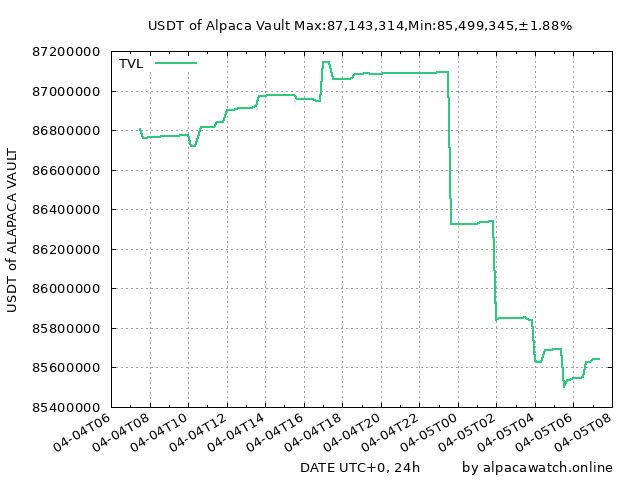 USDT of Alpaca Vault Max:87,143,314,Min:85,499,345,±1.88%
TVL
87200000
87000000
86800000
86600000
86400000
86200000
86000000
85800000
85600000
85400000
USDT of ALAPACA VAULT
04-04T06 04-04T08 04-04T10 04-04T12 04-04T14 04-04T16 04-04T18 04-04T20 04-04T22 04-05T00 04-05T02 04-05T04 04-05T06 04-05T08
DATE UTC+0, 24h by alpacawatch.online